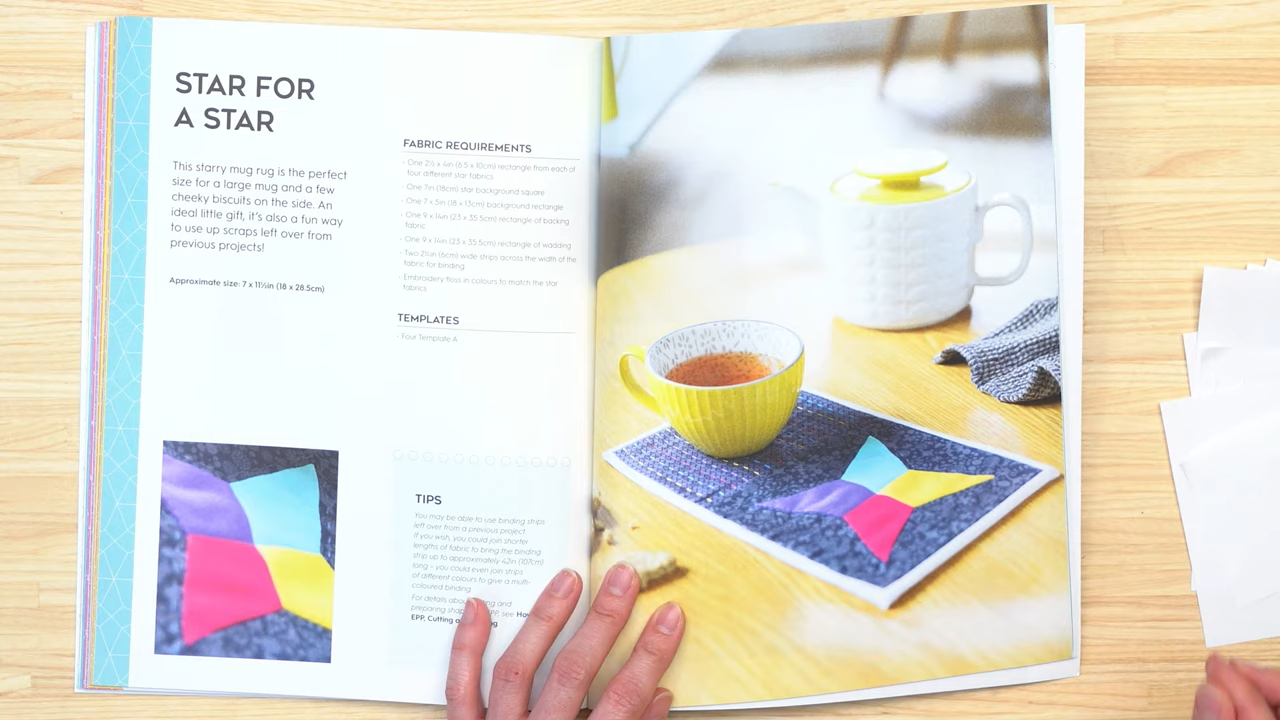 STAR FOR
A STAR
This starry mug rug is the perfect
size for a large mug and a few
cheeky biscuits on the side. An
ideal little gift, it's also a fun way
to use up scraps left over from
previous projects!
Approximate size: 7 x 11¼in (18 x 28.5cm)
FABRIC REQUIREMENTS
· One 2½ x 4in (6.5 x 10cm) rectangle from each of
four different star fabrics
· One 7in (18cm) star background square
· One 7 x 5in (18 x 13cm) background rectangle
· One 9 x 14in (23 x 35.5cm) rectangle of backing
fabric
· One 9 x 14in (23 x 35.5cm) rectangle of wadding
· Two 2¼in (6cm) wide strips across the width of the
fabric for binding
· Embroidery floss in colours to match the star
fabrics
TEMPLATES
· Four Template A
TIPS
You may be able to use binding strips
left over from a previous project.
If you wish, you could join shorter
lengths of fabric to bring the binding
strip up to approximately 42in (107cm)
long – you could even join strips
of different colours to give a multi-
coloured binding.
For details about and
preparing EPP, see How
EPP, Cutting